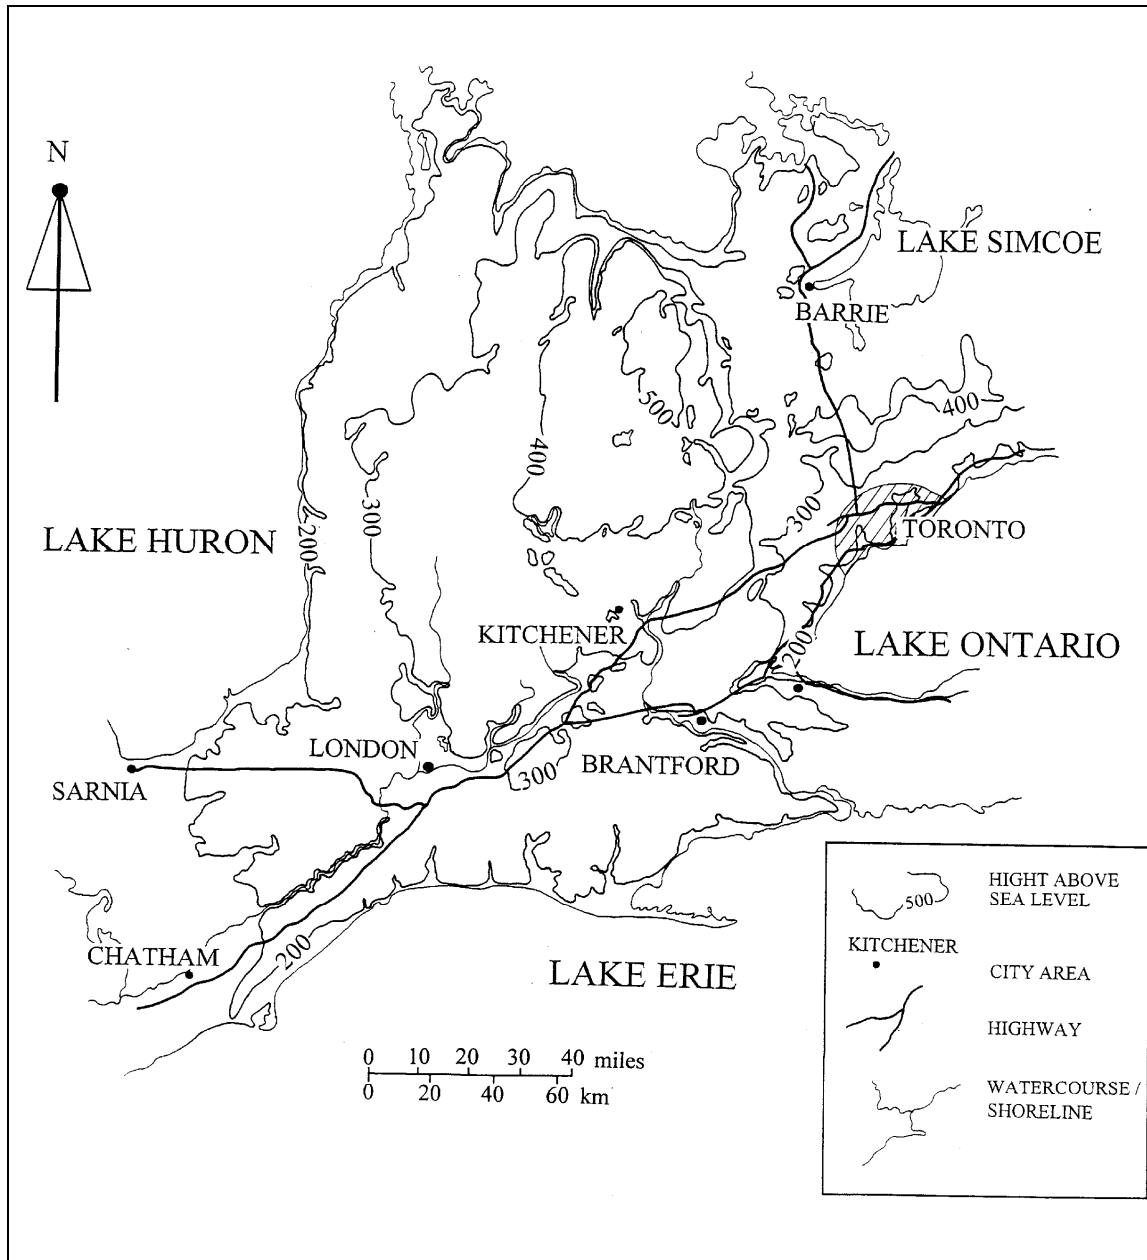 N
LAKE SIMCOE
BARRIE
500
400
400
300
300
200
LAKE HURON
TORONTO
KITCHENER
200
LAKE ONTARIO
LONDON
300
BRANTFORD
SARNIA
CHATHAM
200
LAKE ERIE
0 10 20 30 40 miles
0 20 40 60 km
500
HIGHT ABOVE
SEA LEVEL
KITCHENER
CITY AREA
HIGHWAY
WATERCOURSE /
SHORELINE